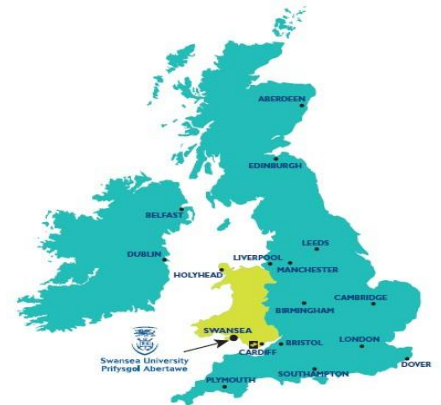 ABERDEEN
EDINBURGH
BELFAST
LEEDS
DUBLIN
LIVERPOOL
HOLYHEAD
MANCHESTER
CAMBRIDGE
BIRMINGHAM
SWANSEA
CARDIFF
BRISTOL
LONDON
Swansea University
Prifysgol Abertawe
DOVER
SOUTHAMPTON
PLYMOUTH